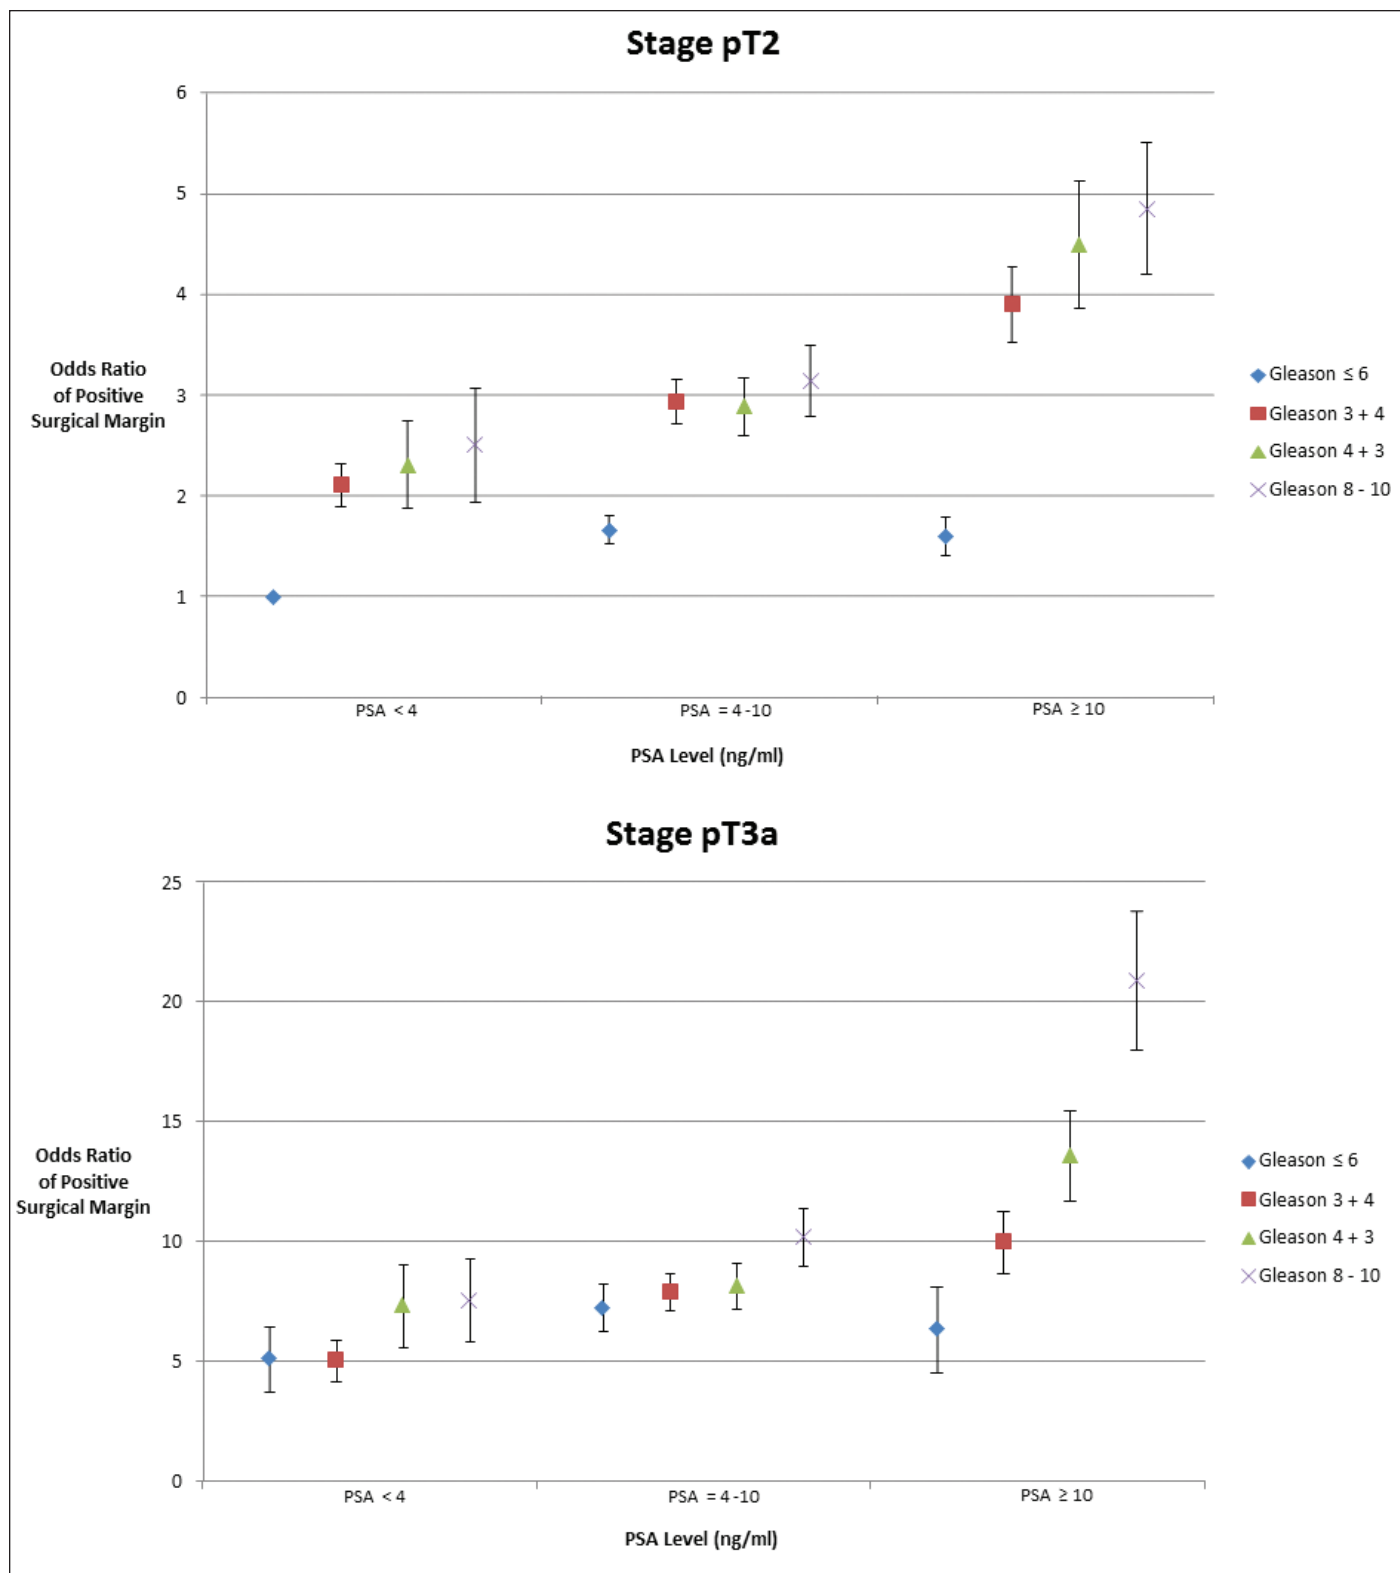 Stage pT2
6
5
4
3
2
1
0
Odds Ratio
of Positive
Surgical Margin
PSA < 4
PSA = 4 -10
PSA ≥ 10
PSA Level (ng/ml)
Gleason ≤ 6
Gleason 3 + 4
Gleason 4 + 3
Gleason 8 - 10
Stage pT3a
25
20
15
10
5
0
Odds Ratio
of Positive
Surgical Margin
PSA < 4
PSA = 4 -10
PSA ≥ 10
PSA Level (ng/ml)
Gleason ≤ 6
Gleason 3 + 4
Gleason 4 + 3
Gleason 8 - 10